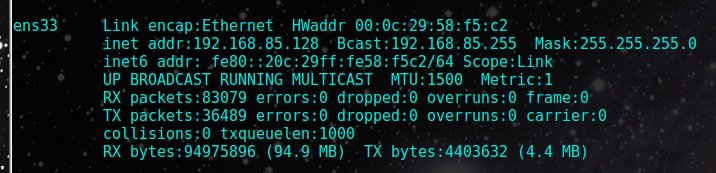 ens33     Link encap:Ethernet  HWaddr 00:0c:29:58:f5:c2
          inet addr:192.168.85.128  Bcast:192.168.85.255  Mask:255.255.255.0
          inet6 addr: fe80::20c:29ff:fe58:f5c2/64 Scope:Link
          UP BROADCAST RUNNING MULTICAST  MTU:1500  Metric:1
          RX packets:83079 errors:0 dropped:0 overruns:0 frame:0
          TX packets:36489 errors:0 dropped:0 overruns:0 carrier:0
          collisions:0 txqueuelen:1000
          RX bytes:94975896 (94.9 MB)  TX bytes:4403632 (4.4 MB)